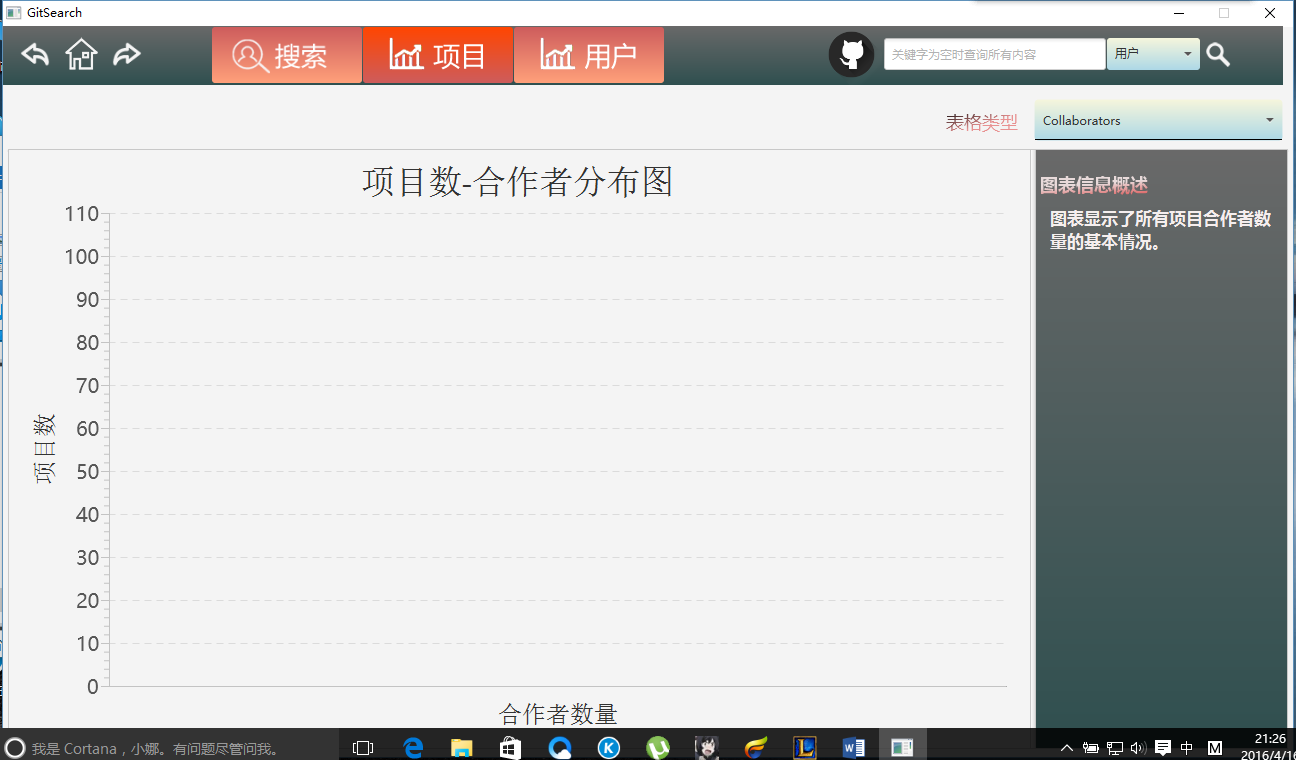 GitSearch
搜索
项目
用户
关键字为空时查询所有内容
用户
表格类型
Collaborators
项目数-合作者分布图
图表信息概述
图表显示了所有项目合作者数
量的基本情况。
110
100
90
80
70
60
50
40
30
20
10
0
项目数
合作者数量
我是 Cortana，小娜。有问题尽管问我。
中
M
21:26
2016/4/16